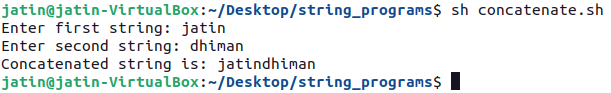 jatin@jatin-VirtualBox:~/Desktop/string_programs$ sh concatenate.sh
Enter first string: jatin
Enter second string: dhiman
Concatenated string is: jatindhiman
jatin@jatin-VirtualBox:~/Desktop/string_programs$